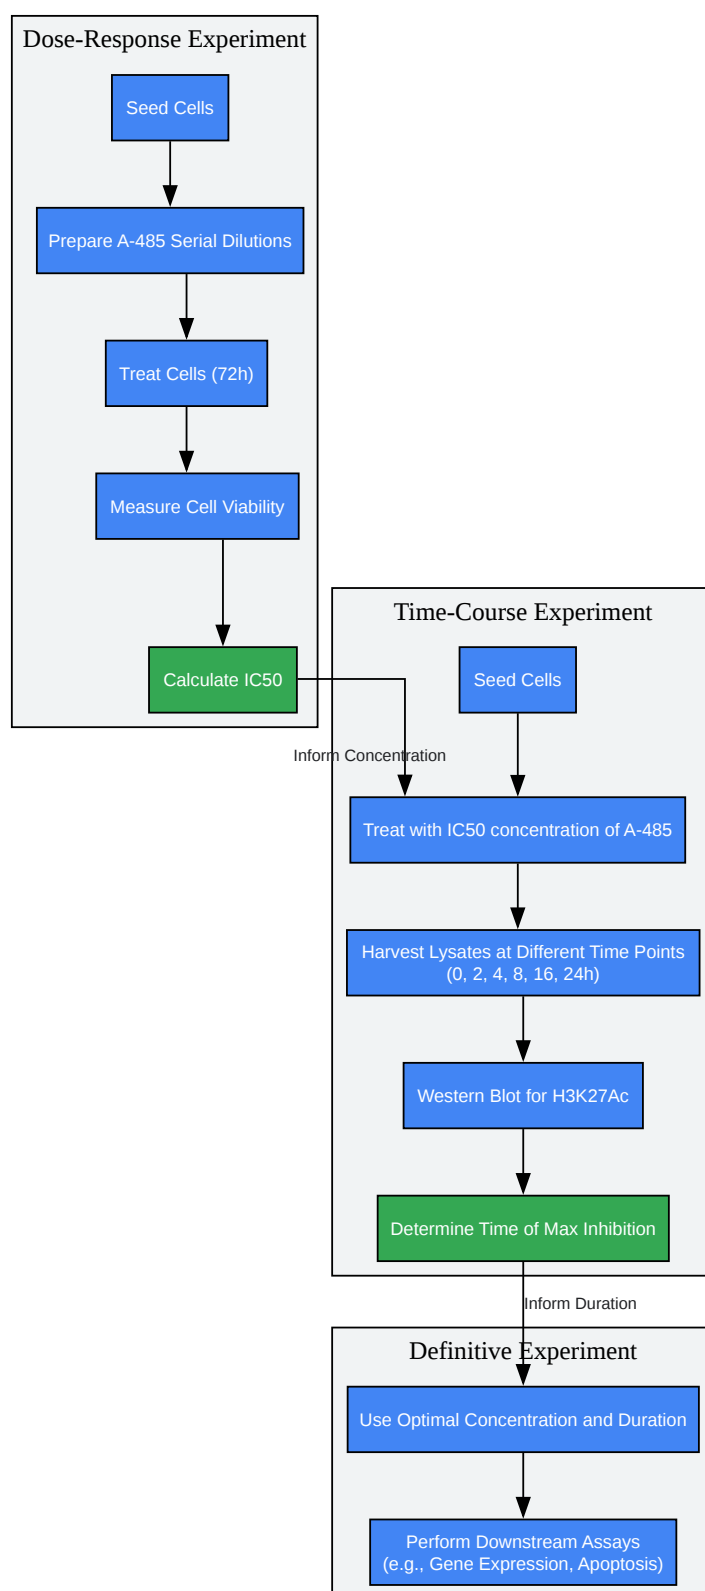 Dose-Response Experiment
Seed Cells
Prepare A-485 Serial Dilutions
Treat Cells (72h)
Measure Cell Viability
Calculate IC50
Inform Concentration
Time-Course Experiment
Seed Cells
Treat with IC50 concentration of A-485
Harvest Lysates at Different Time Points
(0, 2, 4, 8, 16, 24h)
Western Blot for H3K27Ac
Determine Time of Max Inhibition
Inform Duration
Definitive Experiment
Use Optimal Concentration and Duration
Perform Downstream Assays
(e.g., Gene Expression, Apoptosis)